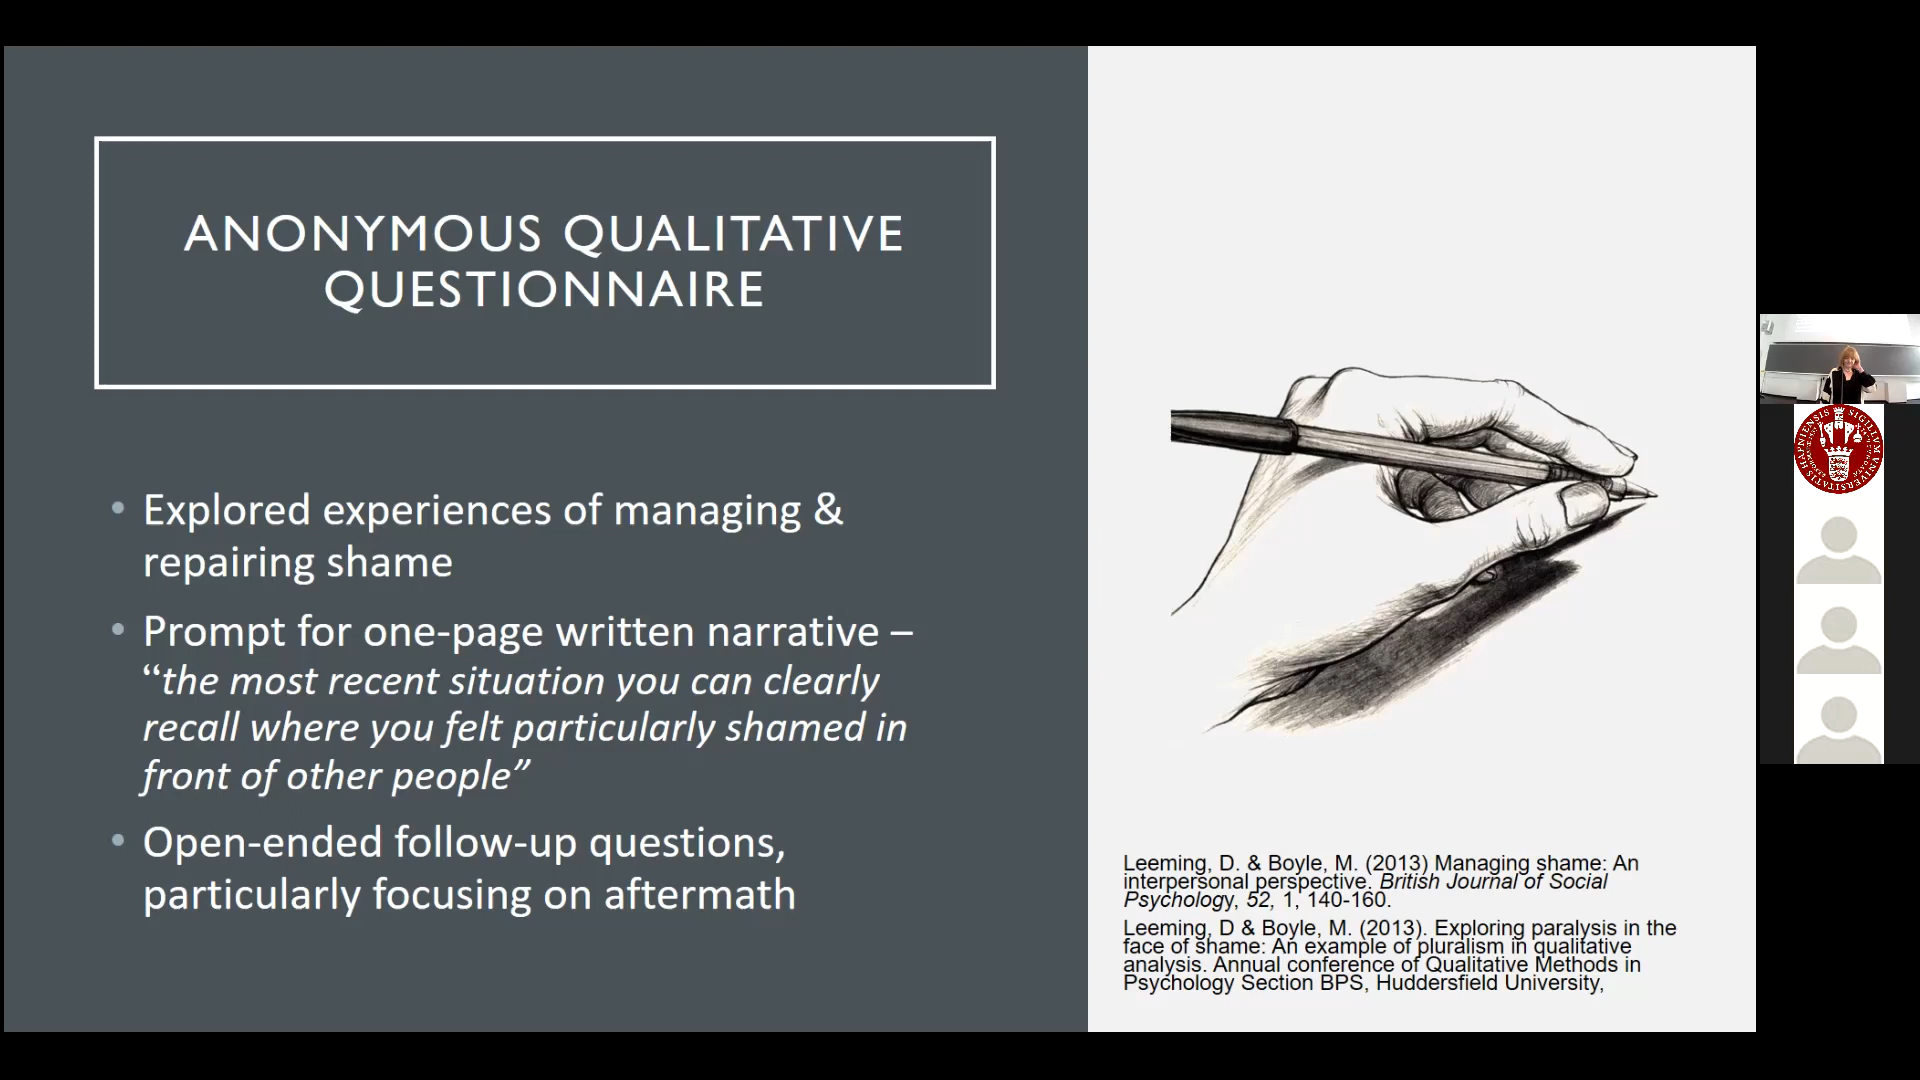 ANONYMOUS QUALITATIVE
QUESTIONNAIRE
• Explored experiences of managing &
repairing shame
• Prompt for one-page written narrative –
“the most recent situation you can clearly
recall where you felt particularly shamed in
front of other people”
• Open-ended follow-up questions,
particularly focusing on aftermath
Leeming, D. & Boyle, M. (2013) Managing shame: An
interpersonal perspective. British Journal of Social
Psychology, 52, 1, 140-160.
Leeming, D & Boyle, M. (2013). Exploring paralysis in the
face of shame: An example of pluralism in qualitative
analysis. Annual conference of Qualitative Methods in
Psychology Section BPS, Huddersfield University,